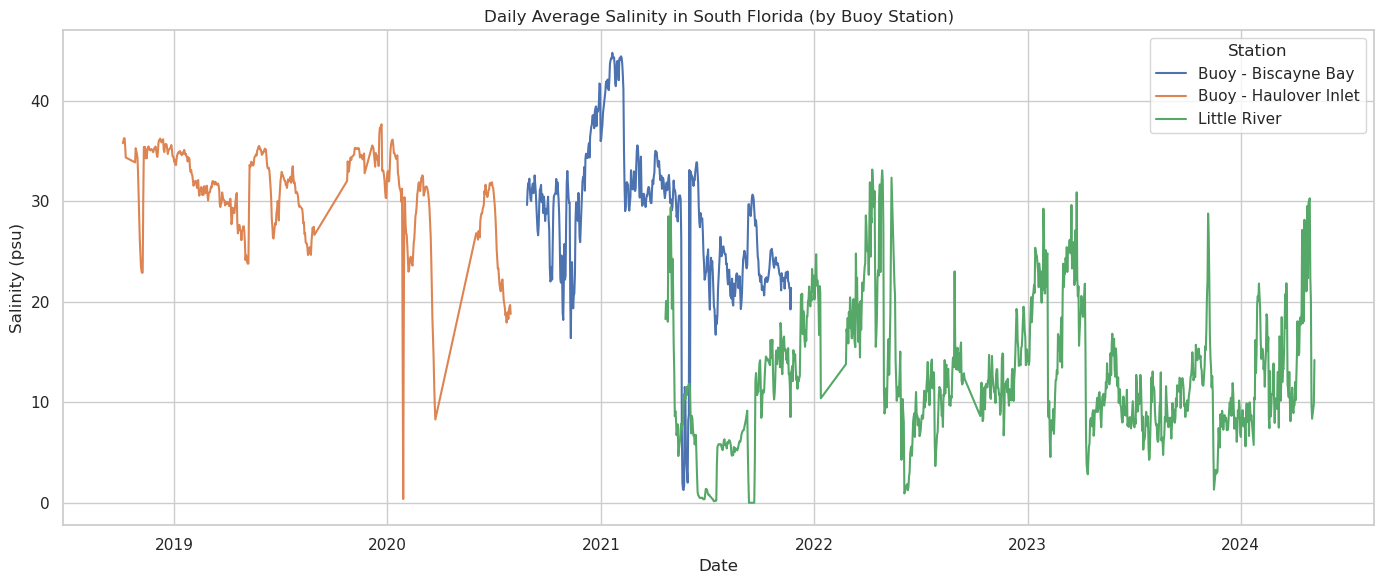 Daily Average Salinity in South Florida (by Buoy Station)
Station
Buoy - Biscayne Bay
Buoy - Haulover Inlet
Little River
Salinity (psu)
40
30
20
10
0
2019 2020 2021 2022 2023 2024
Date